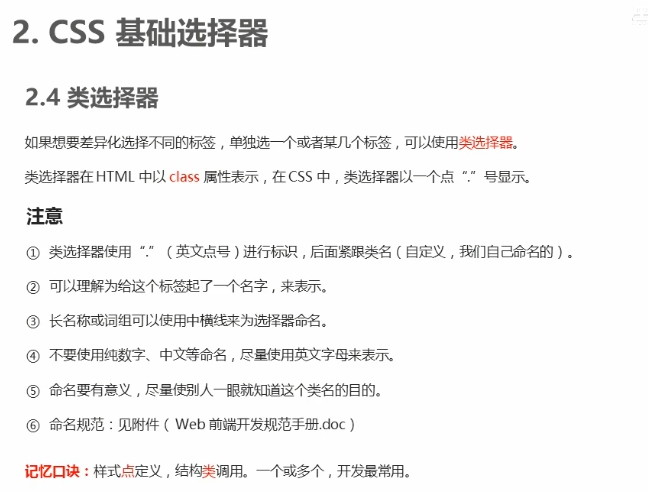 2. CSS 基础选择器
2.4 类选择器
如果想要差异化选择不同的标签，单独选一个或者某几个标签，可以使用类选择器。
类选择器在 HTML 中以 class 属性表示，在 CSS 中，类选择器以一个点“.”号显示。
注意
① 类选择器使用“.”（英文点号）进行标识，后面紧跟类名（自定义，我们自己命名的）。
② 可以理解为给这个标签起了一个名字，来表示。
③ 长名称或词组可以使用中横线来为选择器命名。
④ 不要使用纯数字、中文等命名，尽量使用英文字母来表示。
⑤ 命名要有意义，尽量使别人一眼就知道这个类名的目的。
⑥ 命名规范：见附件（ Web 前端开发规范手册.doc）
记忆口诀：样式点定义，结构类调用。一个或多个，开发最常用。